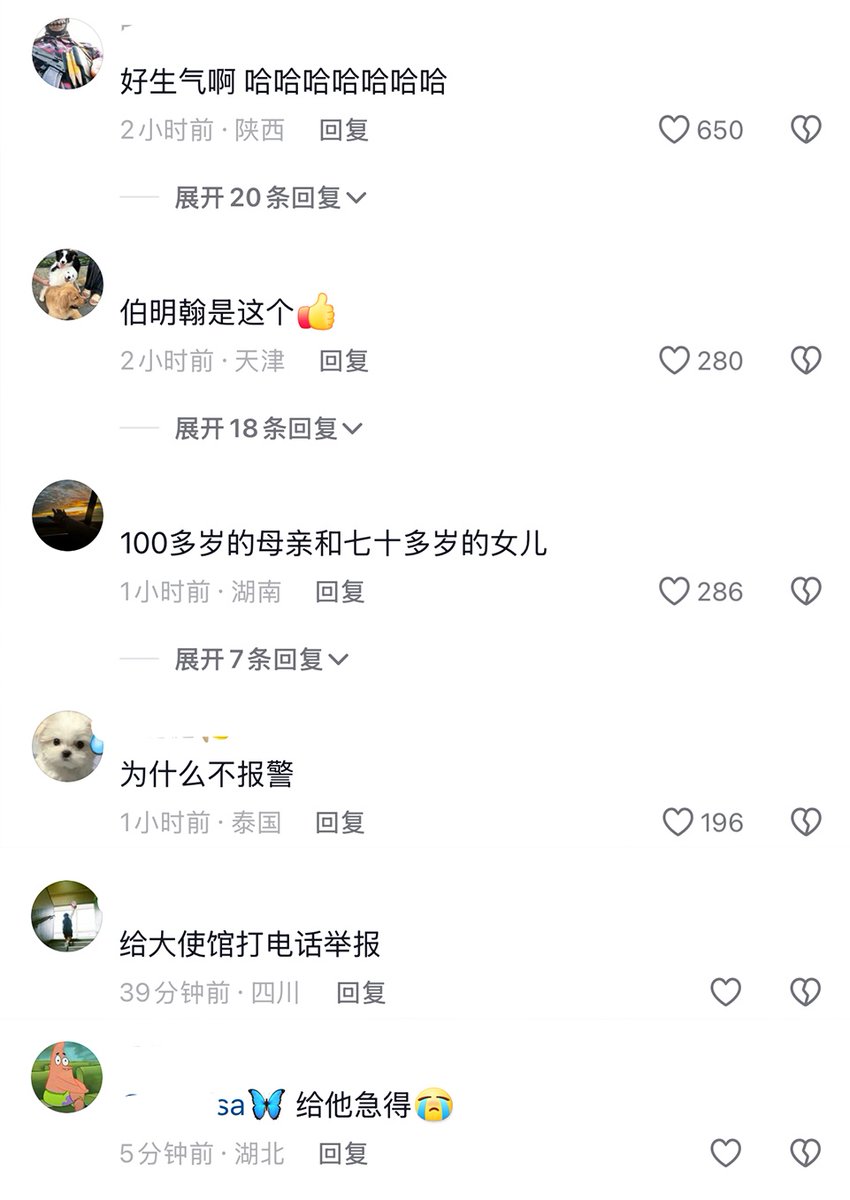 好生气啊 哈哈哈哈哈哈哈
2小时前·陕西 回复 650
展开20条回复
伯明翰是这个👍
2小时前·天津 回复 280
展开18条回复
100多岁的母亲和七十多岁的女儿
1小时前·湖南 回复 286
展开7条回复
为什么不报警
1小时前·泰国 回复 196
给大使馆打电话举报
39分钟前·四川 回复
sa🦋 给他急得😭
5分钟前·湖北 回复